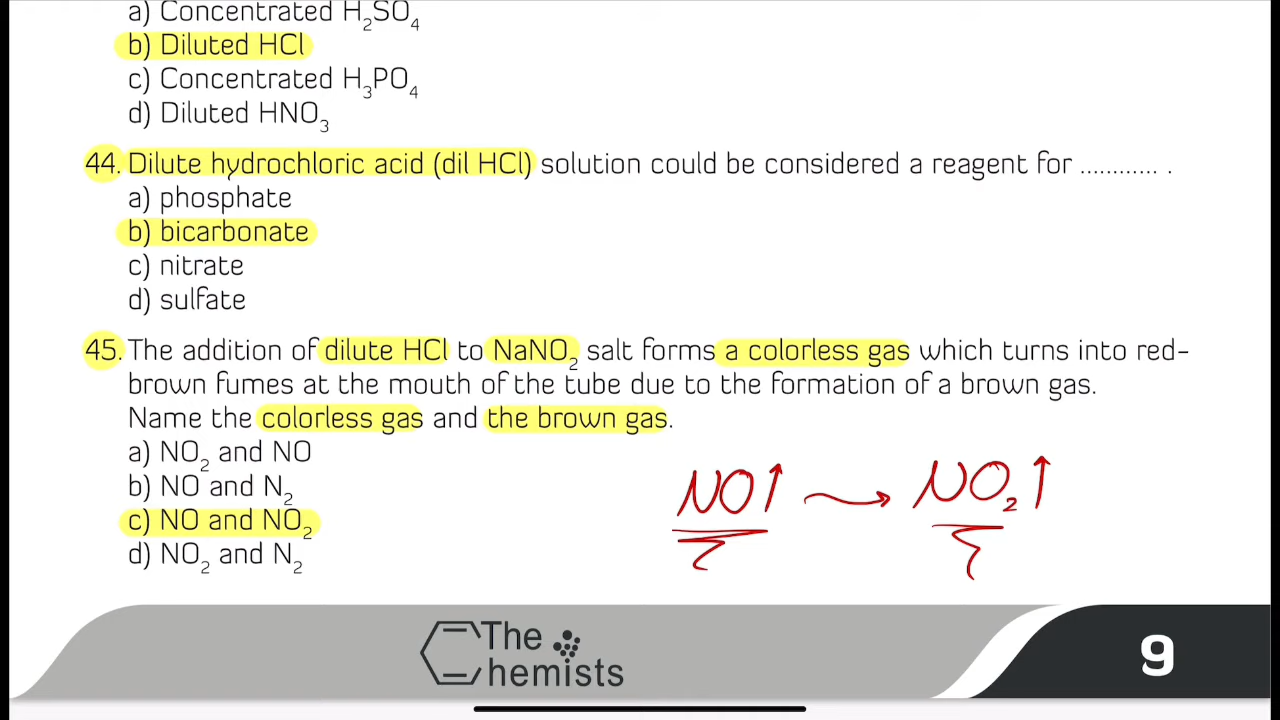 a) Concentrated H₂SO₄
b) Diluted HCl
c) Concentrated H₃PO₄
d) Diluted HNO₃
44. Dilute hydrochloric acid (dil HCl) solution could be considered a reagent for ............ .
a) phosphate
b) bicarbonate
c) nitrate
d) sulfate
45. The addition of dilute HCl to NaNO₂ salt forms a colorless gas which turns into red-
brown fumes at the mouth of the tube due to the formation of a brown gas.
Name the colorless gas and the brown gas.
a) NO₂ and NO
b) NO and N₂
c) NO and NO₂
d) NO₂ and N₂
NO↑ → NO₂↑
The
Chemists
9